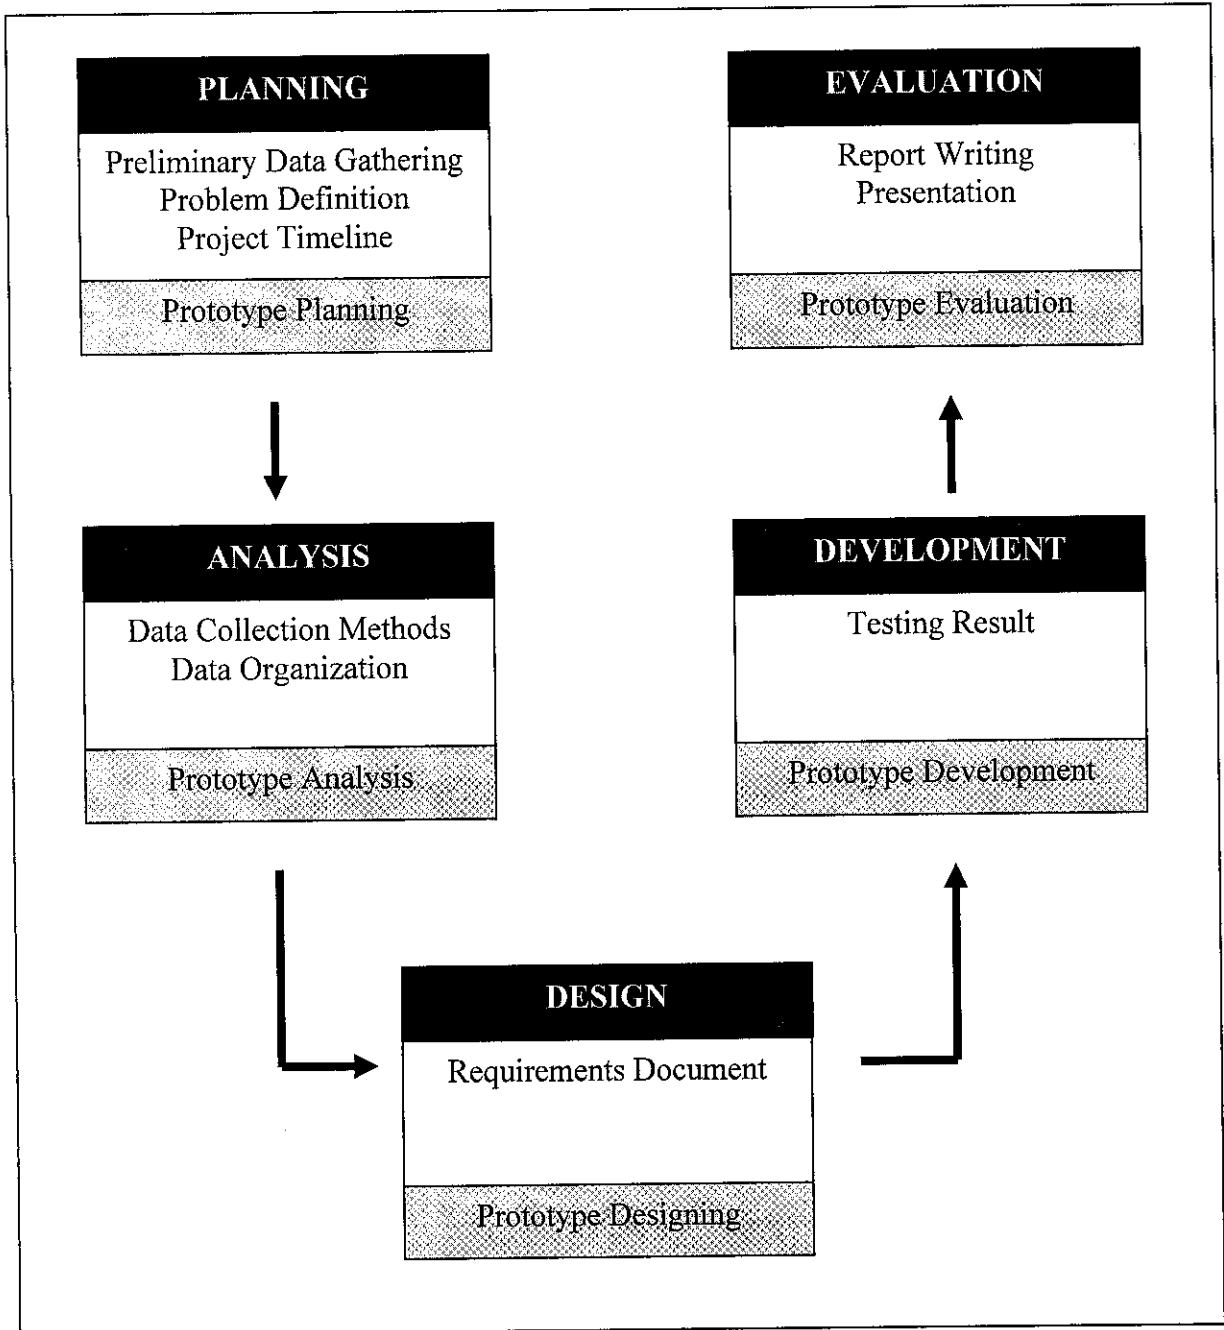 PLANNING
Preliminary Data Gathering
Problem Definition
Project Timeline
Prototype Planning
ANALYSIS
Data Collection Methods
Data Organization
Prototype Analysis
DESIGN
Requirements Document
Prototype Designing
DEVELOPMENT
Testing Result
Prototype Development
EVALUATION
Report Writing
Presentation
Prototype Evaluation